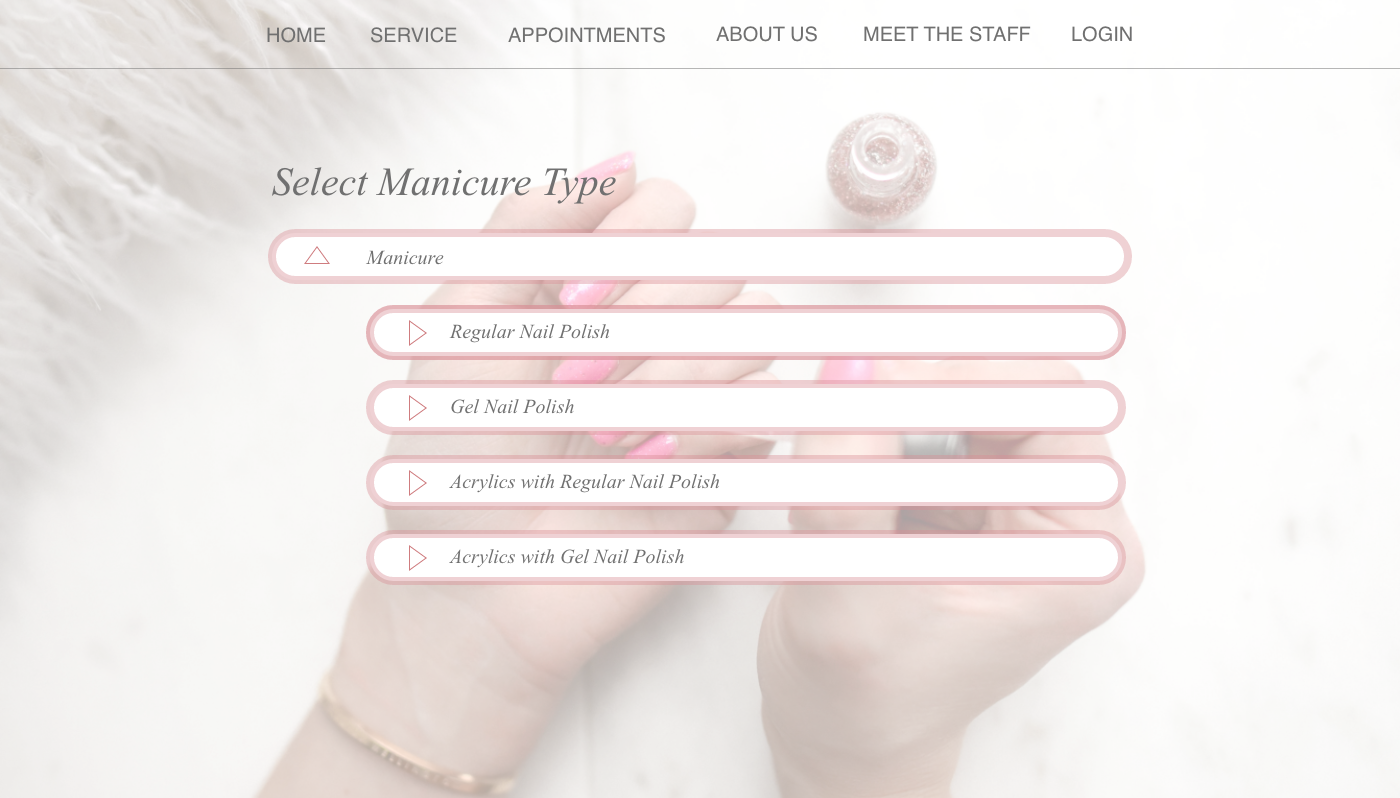 HOME SERVICE APPOINTMENTS ABOUT US MEET THE STAFF LOGIN
Select Manicure Type
Manicure
Regular Nail Polish
Gel Nail Polish
Acrylics with Regular Nail Polish
Acrylics with Gel Nail Polish